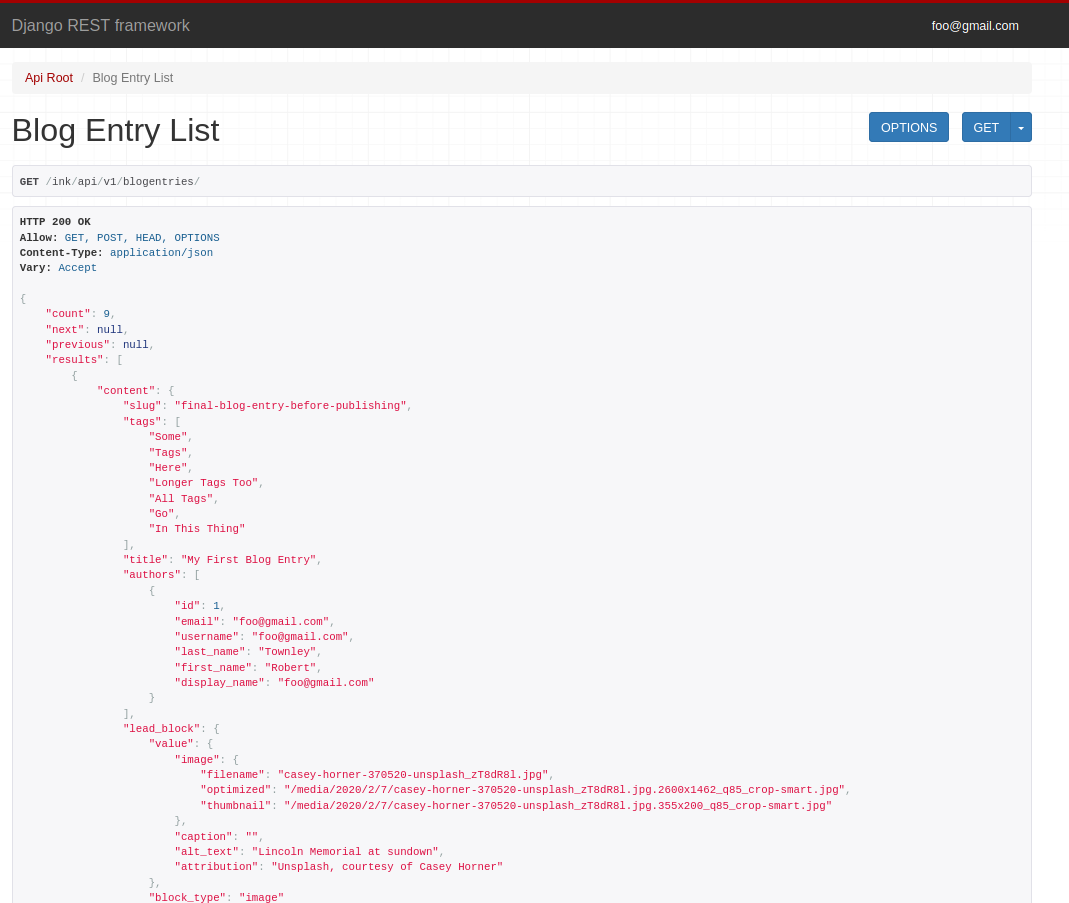 Django REST framework
foo@gmail.com
Api Root / Blog Entry List
Blog Entry List
OPTIONS
GET
GET /ink/api/v1/blogentries/
HTTP 200 OK
Allow: GET, POST, HEAD, OPTIONS
Content-Type: application/json
Vary: Accept
{
    "count": 9,
    "next": null,
    "previous": null,
    "results": [
        {
            "content": {
                "slug": "final-blog-entry-before-publishing",
                "tags": [
                    "Some",
                    "Tags",
                    "Here",
                    "Longer Tags Too",
                    "All Tags",
                    "Go",
                    "In This Thing"
                ],
                "title": "My First Blog Entry",
                "authors": [
                    {
                        "id": 1,
                        "email": "foo@gmail.com",
                        "username": "foo@gmail.com",
                        "last_name": "Townley",
                        "first_name": "Robert",
                        "display_name": "foo@gmail.com"
                    }
                ],
                "lead_block": {
                    "value": {
                        "image": {
                            "filename": "casey-horner-370520-unsplash_zT8dR8l.jpg",
                            "optimized": "/media/2020/2/7/casey-horner-370520-unsplash_zT8dR8l.jpg.2600x1462_q85_crop-smart.jpg",
                            "thumbnail": "/media/2020/2/7/casey-horner-370520-unsplash_zT8dR8l.jpg.355x200_q85_crop-smart.jpg"
                        },
                        "caption": "",
                        "alt_text": "Lincoln Memorial at sundown",
                        "attribution": "Unsplash, courtesy of Casey Horner"
                    },
                    "block_type": "image"